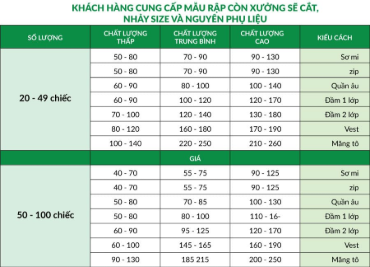 KHÁCH HÀNG CUNG CẤP MẪU RẬP CÒN XƯỞNG SẼ CẮT,
NHẢY SIZE VÀ NGUYÊN PHỤ LIỆU
SỐ LƯỢNG CHẤT LƯỢNG THẤP CHẤT LƯỢNG TRUNG BÌNH CHẤT LƯỢNG CAO KIỂU CÁCH
20 - 49 chiếc
50 - 80 70 - 90 90 - 130 Sơ mi
50 - 80 70 - 90 90 - 130 zip
60 - 90 80 - 100 100 - 140 Quần âu
60 - 90 100 - 120 120 - 170 Đầm 1 lớp
70 - 100 120 - 140 130 - 180 Đầm 2 lớp
80 - 120 160 - 180 170 - 190 Vest
100 - 140 220 - 250 210 - 260 Măng tô
GIÁ
50 - 100 chiếc
40 - 70 55 - 75 90 - 125 Sơ mi
40 - 70 55 - 75 90 - 125 zip
50 - 80 70 - 85 100 - 130 Quần âu
50 - 80 80 - 100 110 - 16- Đầm 1 lớp
60 - 90 95 - 125 120 - 170 Đầm 2 lớp
60 - 100 145 - 165 160 - 190 Vest
90 - 130 185 215 200 - 250 Măng tô